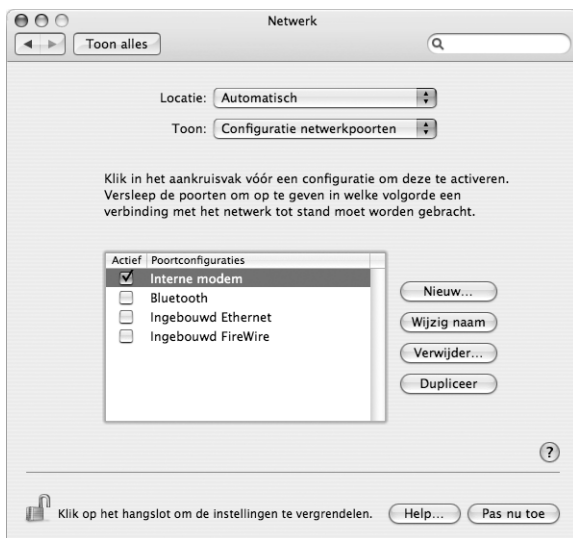 Netwerk
Toon alles
Locatie: Automatisch
Toon: Configuratie netwerkpoorten
Klik in het aankruisvak vóór een configuratie om deze te activeren.
Versleep de poorten om op te geven in welke volgorde een
verbinding met het netwerk tot stand moet worden gebracht.
Actief Poortconfiguraties
Interne modem
Bluetooth
Ingebouwd Ethernet
Ingebouwd FireWire
Nieuw...
Wijzig naam
Verwijder...
Dupliceer
?
Klik op het hangslot om de instellingen te vergrendelen. Help... Pas nu toe